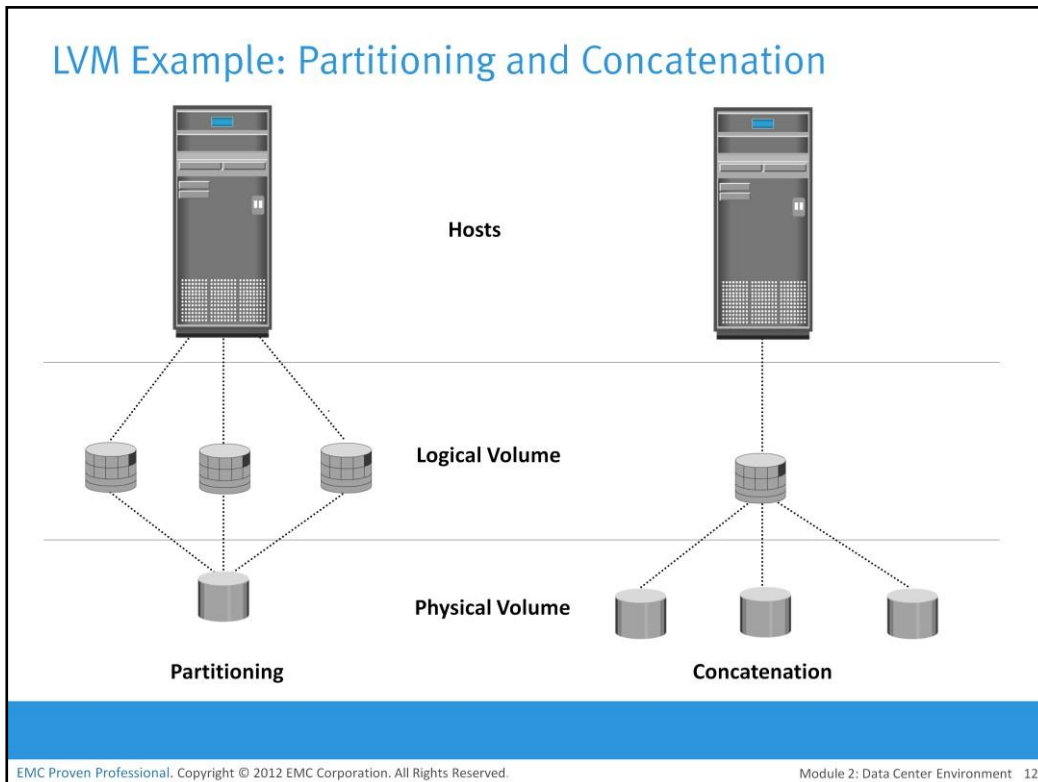 LVM Example: Partitioning and Concatenation
Hosts
Logical Volume
Physical Volume
Partitioning
Concatenation
EMC Proven Professional. Copyright © 2012 EMC Corporation. All Rights Reserved.
Module 2: Data Center Environment 12